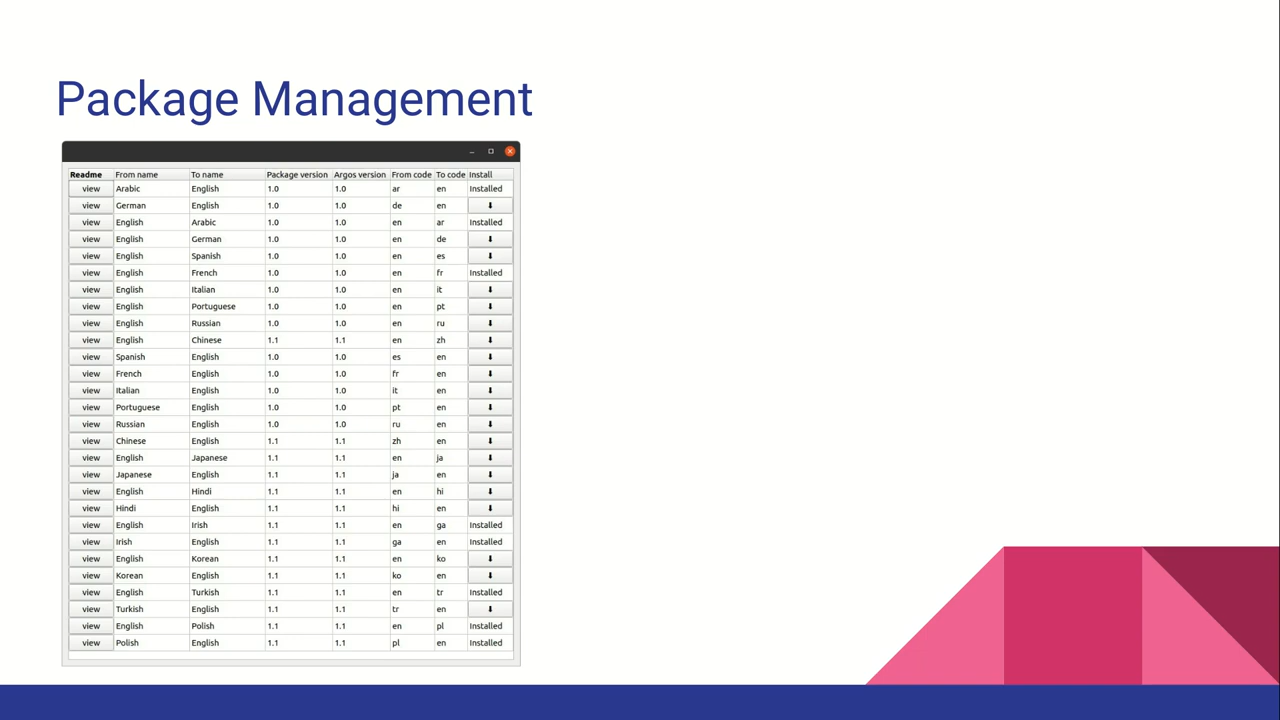 Package Management
Readme From name To name Package version Argos version From code To code Install
view Arabic English 1.0 1.0 ar en Installed
view German English 1.0 1.0 de en ⬇
view English Arabic 1.0 1.0 en ar Installed
view English German 1.0 1.0 en de ⬇
view English Spanish 1.0 1.0 en es ⬇
view English French 1.0 1.0 en fr Installed
view English Italian 1.0 1.0 en it ⬇
view English Portuguese 1.0 1.0 en pt ⬇
view English Russian 1.0 1.0 en ru ⬇
view English Chinese 1.1 1.1 en zh ⬇
view Spanish English 1.0 1.0 es en ⬇
view French English 1.0 1.0 fr en ⬇
view Italian English 1.0 1.0 it en ⬇
view Portuguese English 1.0 1.0 pt en ⬇
view Russian English 1.0 1.0 ru en ⬇
view Chinese English 1.1 1.1 zh en ⬇
view English Japanese 1.1 1.1 en ja ⬇
view Japanese English 1.1 1.1 ja en ⬇
view English Hindi 1.1 1.1 en hi ⬇
view Hindi English 1.1 1.1 hi en ⬇
view English Irish 1.1 1.1 en ga Installed
view Irish English 1.1 1.1 ga en Installed
view English Korean 1.1 1.1 en ko ⬇
view Korean English 1.1 1.1 ko en ⬇
view English Turkish 1.1 1.1 en tr Installed
view Turkish English 1.1 1.1 tr en ⬇
view English Polish 1.1 1.1 en pl Installed
view Polish English 1.1 1.1 pl en Installed